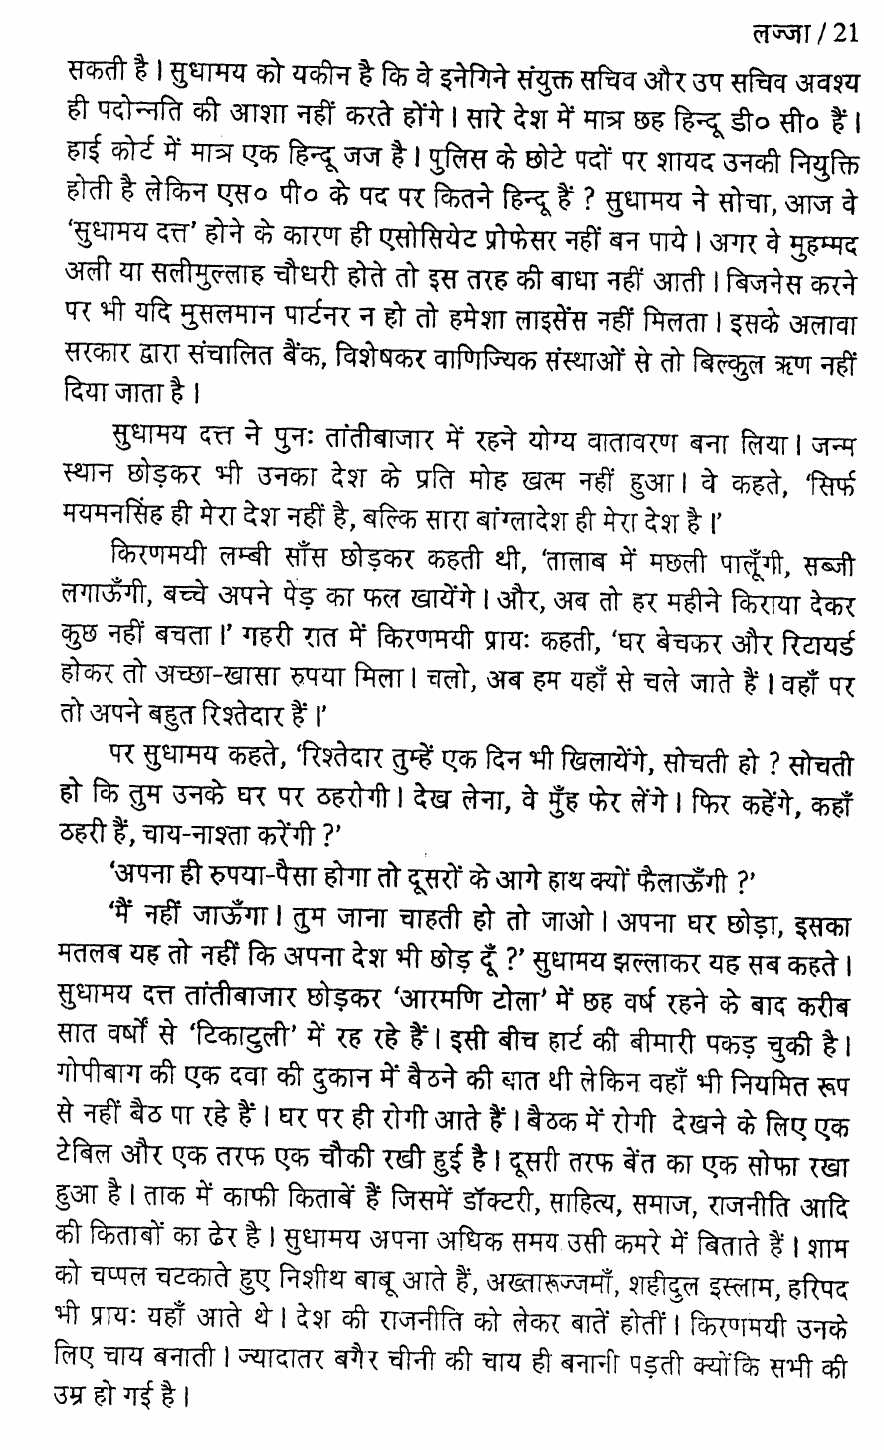 लज्जा / 21
सकती है। सुधामय को यकीन है कि वे इनेगिने संयुक्त सचिव और उप सचिव अवश्य
ही पदोन्नति की आशा नहीं करते होंगे। सारे देश में मात्र छह हिन्दू डी० सी० हैं।
हाई कोर्ट में मात्र एक हिन्दू जज है। पुलिस के छोटे पदों पर शायद उनकी नियुक्ति
होती है लेकिन एस० पी० के पद पर कितने हिन्दू हैं ? सुधामय ने सोचा, आज वे
‘सुधामय दत्त’ होने के कारण ही एसोसियेट प्रोफेसर नहीं बन पाये। अगर वे मुहम्मद
अली या सलीमुल्लाह चौधरी होते तो इस तरह की बाधा नहीं आती। बिजनेस करने
पर भी यदि मुसलमान पार्टनर न हो तो हमेशा लाइसेंस नहीं मिलता। इसके अलावा
सरकार द्वारा संचालित बैंक, विशेषकर वाणिज्यिक संस्थाओं से तो बिल्कुल ऋण नहीं
दिया जाता है।
सुधामय दत्त ने पुनः तांतीबाजार में रहने योग्य वातावरण बना लिया। जन्म
स्थान छोड़कर भी उनका देश के प्रति मोह खत्म नहीं हुआ। वे कहते, ‘सिर्फ
मयमनसिंह ही मेरा देश नहीं है, बल्कि सारा बांग्लादेश ही मेरा देश है।’
किरणमयी लम्बी साँस छोड़कर कहती थी, ‘तालाब में मछली पालूँगी, सब्जी
लगाऊँगी, बच्चे अपने पेड़ का फल खायेंगे। और, अब तो हर महीने किराया देकर
कुछ नहीं बचता।’ गहरी रात में किरणमयी प्रायः कहती, ‘घर बेचकर और रिटायर्ड
होकर तो अच्छा-खासा रुपया मिला। चलो, अब हम यहाँ से चले जाते हैं। वहाँ पर
तो अपने बहुत रिश्तेदार हैं।’
पर सुधामय कहते, ‘रिश्तेदार तुम्हें एक दिन भी खिलायेंगे, सोचती हो ? सोचती
हो कि तुम उनके घर पर ठहरोगी। देख लेना, वे मुँह फेर लेंगे। फिर कहेंगे, कहाँ
ठहरी हैं, चाय-नाश्ता करेंगी ?’
‘अपना ही रुपया-पैसा होगा तो दूसरों के आगे हाथ क्यों फैलाऊँगी ?’
‘मैं नहीं जाऊँगा। तुम जाना चाहती हो तो जाओ। अपना घर छोड़ा, इसका
मतलब यह तो नहीं कि अपना देश भी छोड़ दूँ ?’ सुधामय झल्लाकर यह सब कहते।
सुधामय दत्त तांतीबाजार छोड़कर ‘आरमणि टोला’ में छह वर्ष रहने के बाद करीब
सात वर्षों से ‘टिकाटुली’ में रह रहे हैं। इसी बीच हार्ट की बीमारी पकड़ चुकी है।
गोपीबाग की एक दवा की दुकान में बैठने की बात थी लेकिन वहाँ भी नियमित रूप
से नहीं बैठ पा रहे हैं। घर पर ही रोगी आते हैं। बैठक में रोगी देखने के लिए एक
टेबिल और एक तरफ एक चौकी रखी हुई है। दूसरी तरफ बेंत का एक सोफा रखा
हुआ है। ताक में काफी किताबें हैं जिसमें डॉक्टरी, साहित्य, समाज, राजनीति आदि
की किताबों का ढेर है। सुधामय अपना अधिक समय उसी कमरे में बिताते हैं। शाम
को चप्पल चटकाते हुए निशीथ बाबू आते हैं, अख्तारूज्जमाँ, शहीदुल इस्लाम, हरिपद
भी प्रायः यहाँ आते थे। देश की राजनीति को लेकर बातें होतीं। किरणमयी उनके
लिए चाय बनाती। ज्यादातर बगैर चीनी की चाय ही बनानी पड़ती क्योंकि सभी की
उम्र हो गई है।